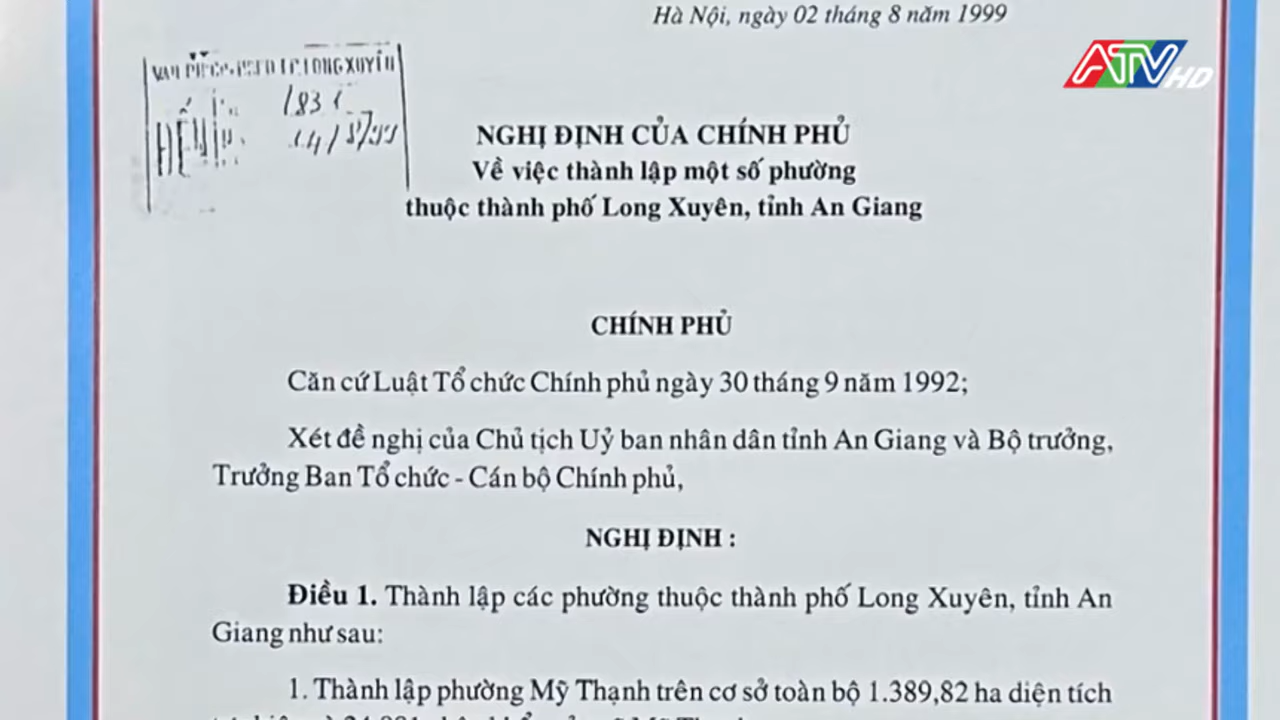 Hà Nội, ngày 02 tháng 8 năm 1999
ATV HD
LONG XUYÊN
ĐẾN
NGHỊ ĐỊNH CỦA CHÍNH PHỦ
Về việc thành lập một số phường
thuộc thành phố Long Xuyên, tỉnh An Giang
CHÍNH PHỦ
Căn cứ Luật Tổ chức Chính phủ ngày 30 tháng 9 năm 1992;
Xét đề nghị của Chủ tịch Uỷ ban nhân dân tỉnh An Giang và Bộ trưởng,
Trưởng Ban Tổ chức - Cán bộ Chính phủ,
NGHỊ ĐỊNH :
Điều 1. Thành lập các phường thuộc thành phố Long Xuyên, tỉnh An
Giang như sau:
1. Thành lập phường Mỹ Thạnh trên cơ sở toàn bộ 1.389,82 ha diện tích